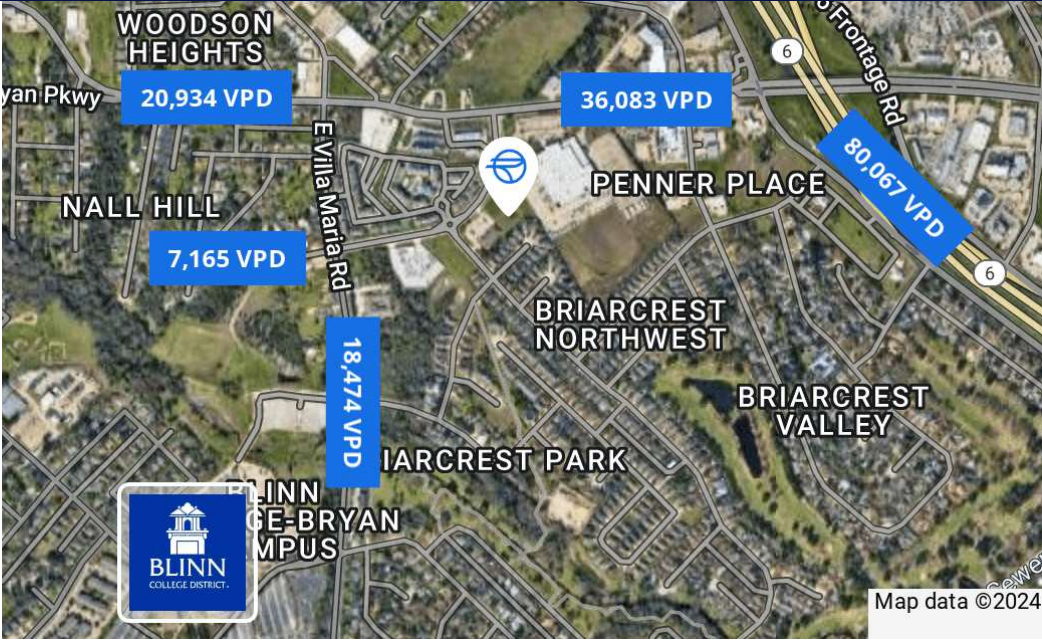 WOODSON
HEIGHTS
6
o Frontage Rd
yan Pkwy
20,934 VPD
36,083 VPD
80,067 VPD
E Villa Maria Rd
PENNER PLACE
NALL HILL
7,165 VPD
6
BRIARCREST
NORTHWEST
18,474 VPD
BRIARCREST
VALLEY
IARCREST PARK
BLINN
GE-BRYAN
MPUS
BLINN
COLLEGE DISTRICT
Map data ©2024